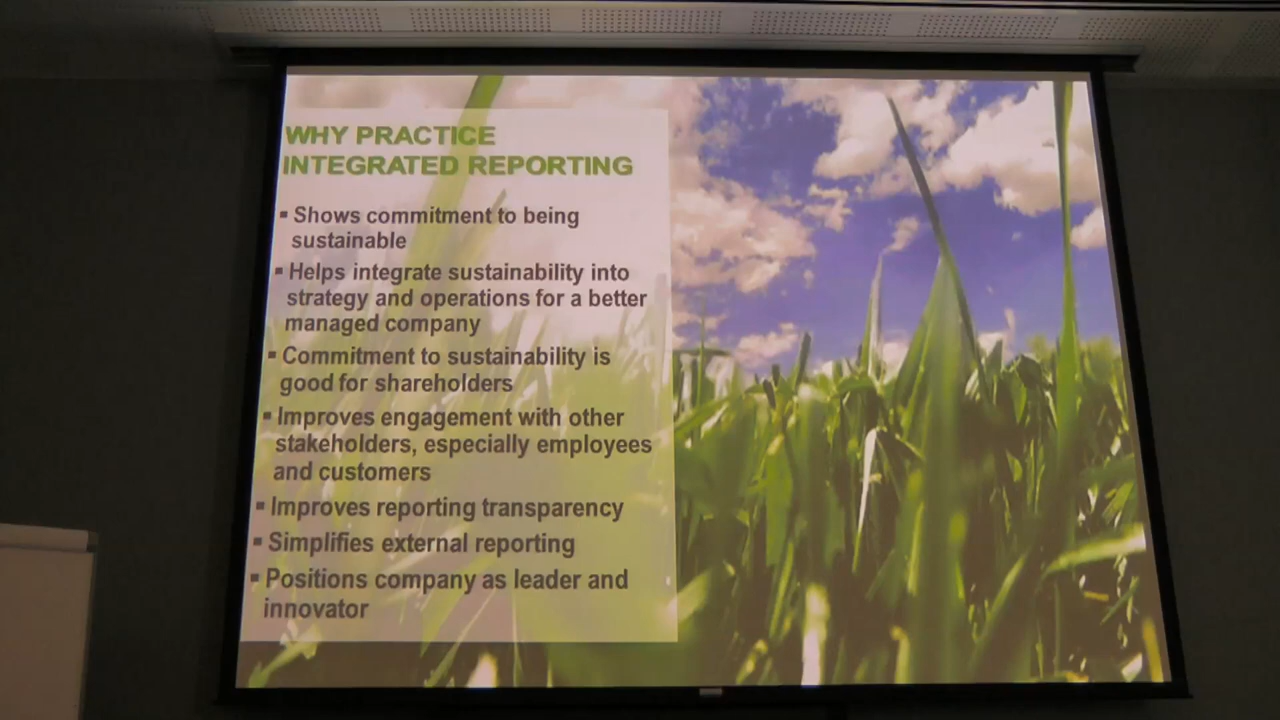 WHY PRACTICE
INTEGRATED REPORTING
▪ Shows commitment to being
sustainable
▪ Helps integrate sustainability into
strategy and operations for a better
managed company
▪ Commitment to sustainability is
good for shareholders
▪ Improves engagement with other
stakeholders, especially employees
and customers
▪ Improves reporting transparency
▪ Simplifies external reporting
▪ Positions company as leader and
innovator